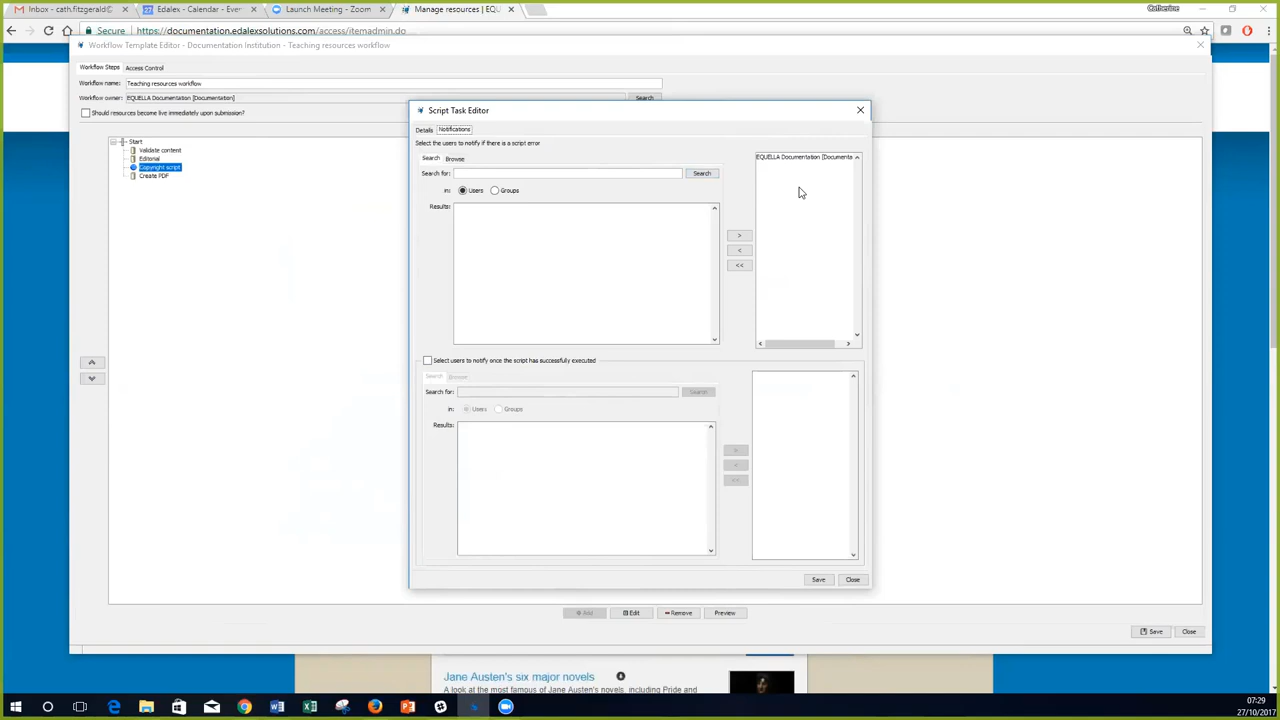 Inbox - cath.fitzgerald@
Edalex - Calendar - Ever
Launch Meeting - Zoom
Manage resources | EQU
Catherine
Secure
https://documentation.edalexsolutions.com/access/itemadmin.do
Workflow Template Editor - Documentation Institution - Teaching resources workflow
Workflow Steps
Access Control
Workflow name:
Teaching resources workflow
Workflow owner:
EQUELLA Documentation [Documentation]
Search
Should resources become live immediately upon submission?
Start
Validate content
Editorial
Copyright script
Create PDF
Script Task Editor
Details
Notifications
Select the users to notify if there is a script error
Search
Browse
Search for:
Search
in:
Users
Groups
Results:
EQUELLA Documentation [Documenta
>
<
<<
Select users to notify once the script has successfully executed
Search
Browse
Search for:
Search
in:
Users
Groups
Results:
>
<
<<
Save
Close
Add
Edit
Remove
Preview
Save
Close
Jane Austen's six major novels
A look at the most famous of Jane Austen's novels, including Pride and
07:29
27/10/2017